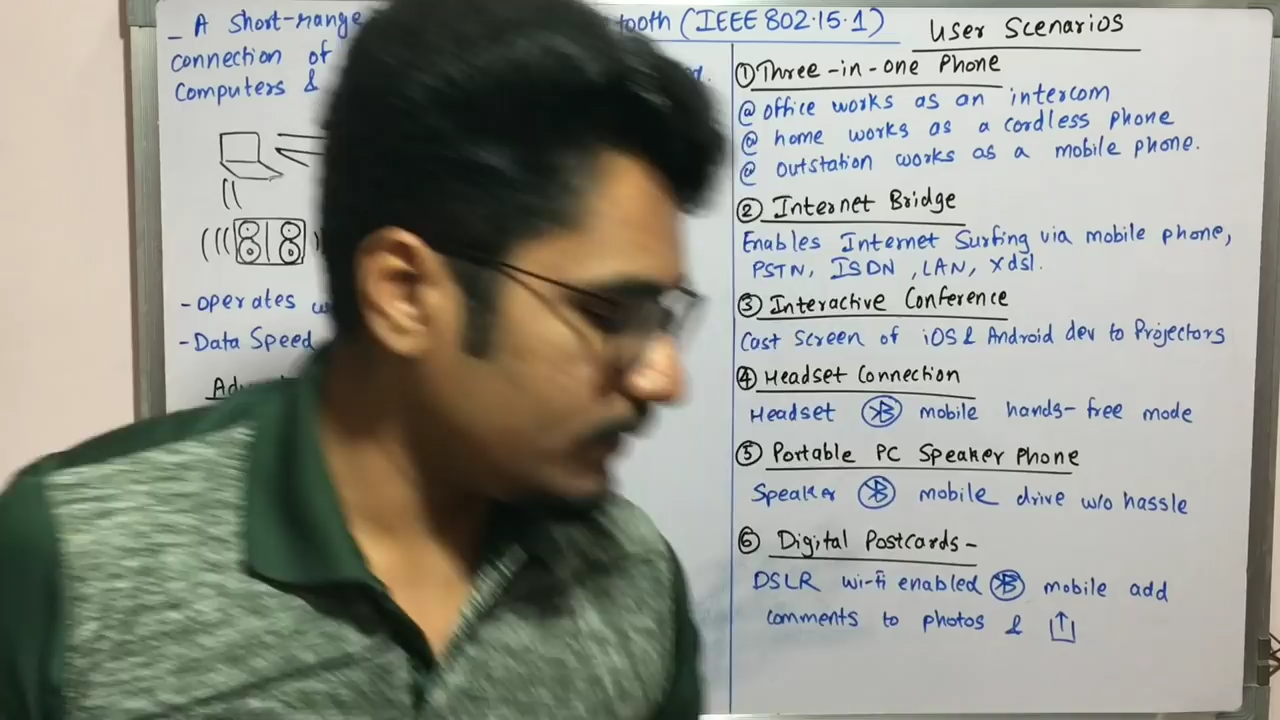 tooth (IEEE 802.15.1)
_ A Short-range
connection of
Computers &
-operates
-Data Speed
User Scenarios
① Three-in-one Phone
@ office works as an intercom
@ home works as a cordless phone
@ outstation works as a mobile phone.
② Internet Bridge
Enables Internet Surfing via mobile phone,
PSTN, ISDN, LAN, Xdsl.
③ Interactive Conference
Cast Screen of iOS & Android dev to Projectors
④ Headset Connection
Headset mobile hands-free mode
⑤ Portable PC Speaker Phone
Speaker mobile drive w/o hassle
⑥ Digital Postcards-
DSLR wi-fi enabled mobile add
comments to photos &